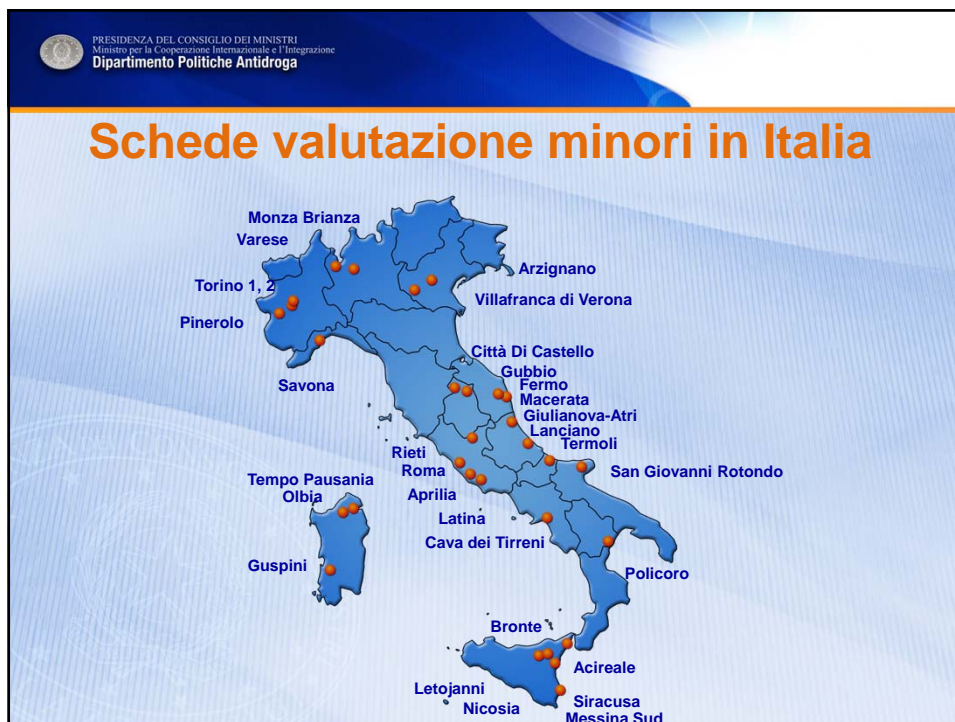 PRESIDENZA DEL CONSIGLIO DEI MINISTRI
Ministro per la Cooperazione Internazionale e l'Integrazione
Dipartimento Politiche Antidroga
Schede valutazione minori in Italia
Monza Brianza
Varese
Arzignano
Torino 1, 2
Villafranca di Verona
Pinerolo
Città Di Castello
Gubbio
Savona
Fermo
Macerata
Giulianova-Atri
Lanciano
Termoli
Rieti
Roma
San Giovanni Rotondo
Tempo Pausania
Olbia
Aprilia
Latina
Cava dei Tirreni
Guspini
Policoro
Bronte
Acireale
Letojanni
Nicosia
Siracusa
Messina Sud